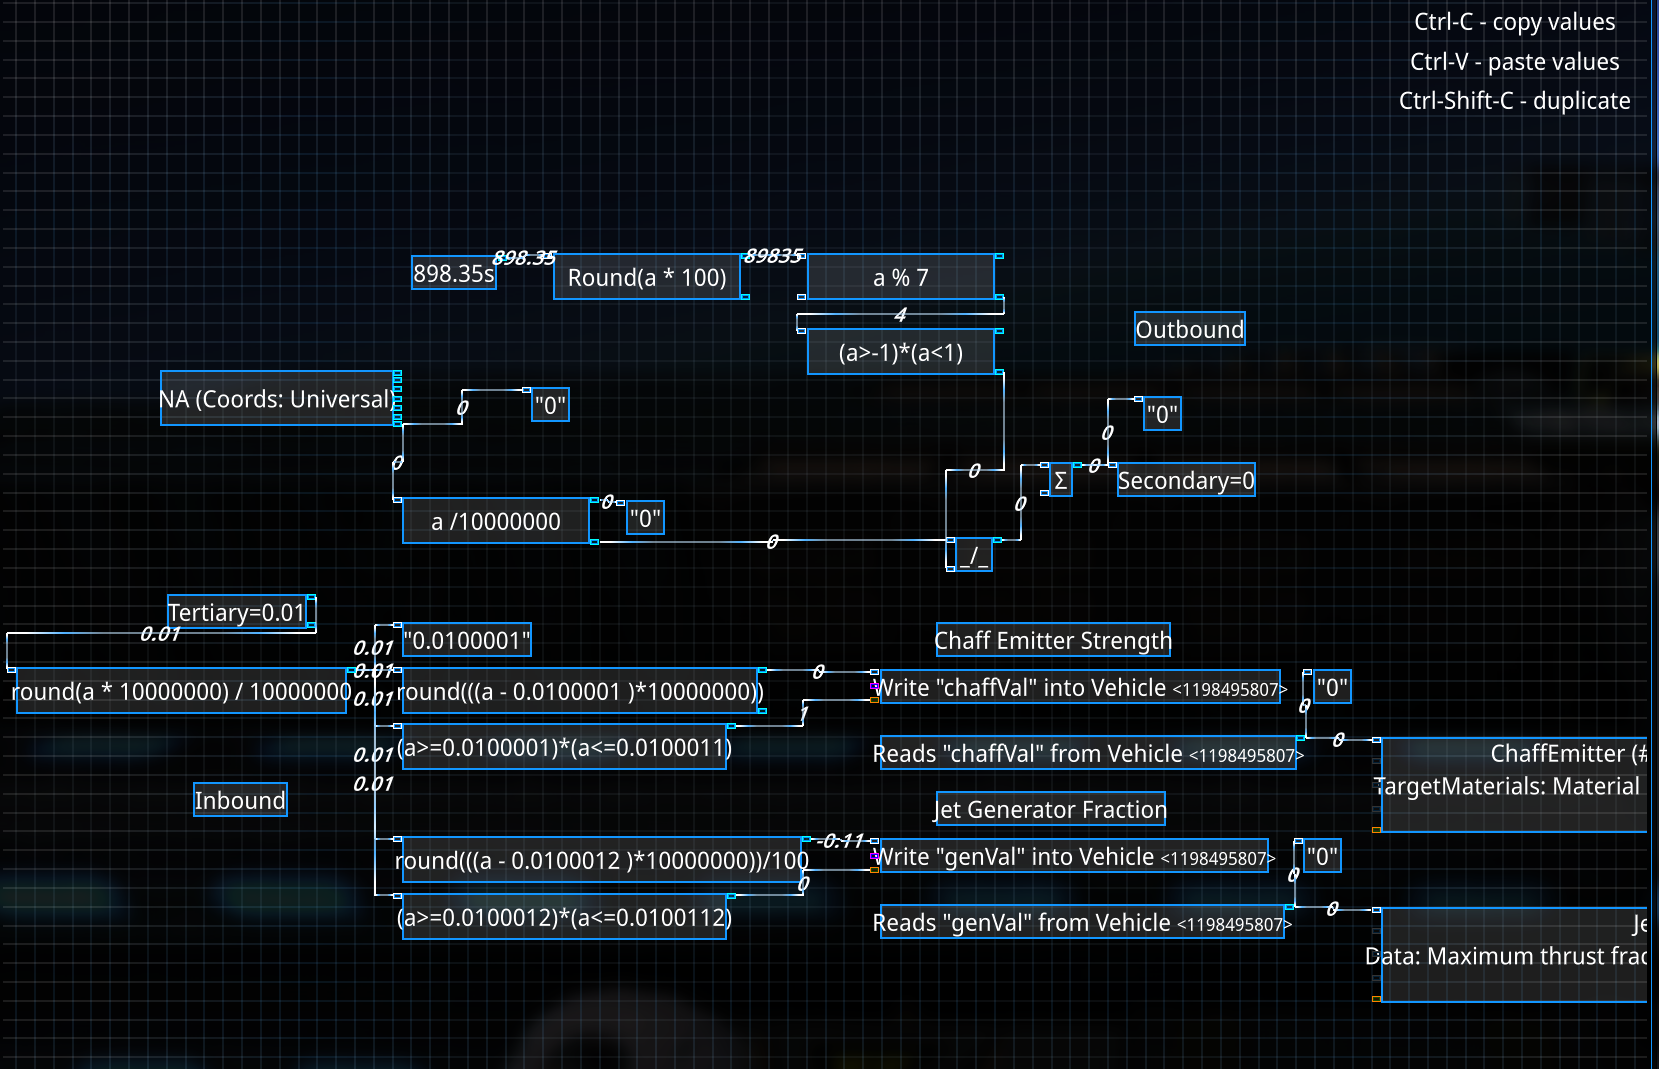 Ctrl-C - copy values
Ctrl-V - paste values
Ctrl-Shift-C - duplicate
898.35s
898.35
Round(a * 100)
89835
a % 7
4
(a>-1)*(a<1)
Outbound
NA (Coords: Universal)
0
"0"
0
"0"
0
0
0
Σ
0
Secondary=0
0
a /10000000
0
"0"
0
_/_
Tertiary=0.01
0.01
0.01
"0.0100001"
Chaff Emitter Strength
round(a * 10000000) / 10000000
0.01
0.01
round(((a - 0.0100001 )*10000000))
0
Write "chaffVal" into Vehicle <1198495807>
"0"
0
1
(a>=0.0100001)*(a<=0.0100011)
0.01
Reads "chaffVal" from Vehicle <1198495807>
0
ChaffEmitter (#
TargetMaterials: Material
0.01
Inbound
Jet Generator Fraction
round(((a - 0.0100012 )*10000000))/100
-0.11
Write "genVal" into Vehicle <1198495807>
"0"
0
0
(a>=0.0100012)*(a<=0.0100112)
Reads "genVal" from Vehicle <1198495807>
0
Je
Data: Maximum thrust frac